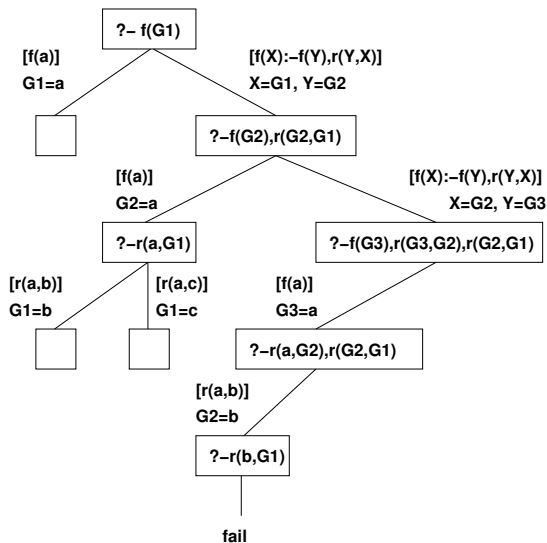 ?– f(G1)
[f(a)]
G1=a
[f(X):–f(Y),r(Y,X)]
X=G1, Y=G2
?–f(G2),r(G2,G1)
[f(a)]
G2=a
[f(X):–f(Y),r(Y,X)]
X=G2, Y=G3
?–r(a,G1)
?–f(G3),r(G3,G2),r(G2,G1)
[r(a,b)]
G1=b
[r(a,c)]
G1=c
[f(a)]
G3=a
?–r(a,G2),r(G2,G1)
[r(a,b)]
G2=b
?–r(b,G1)
fail